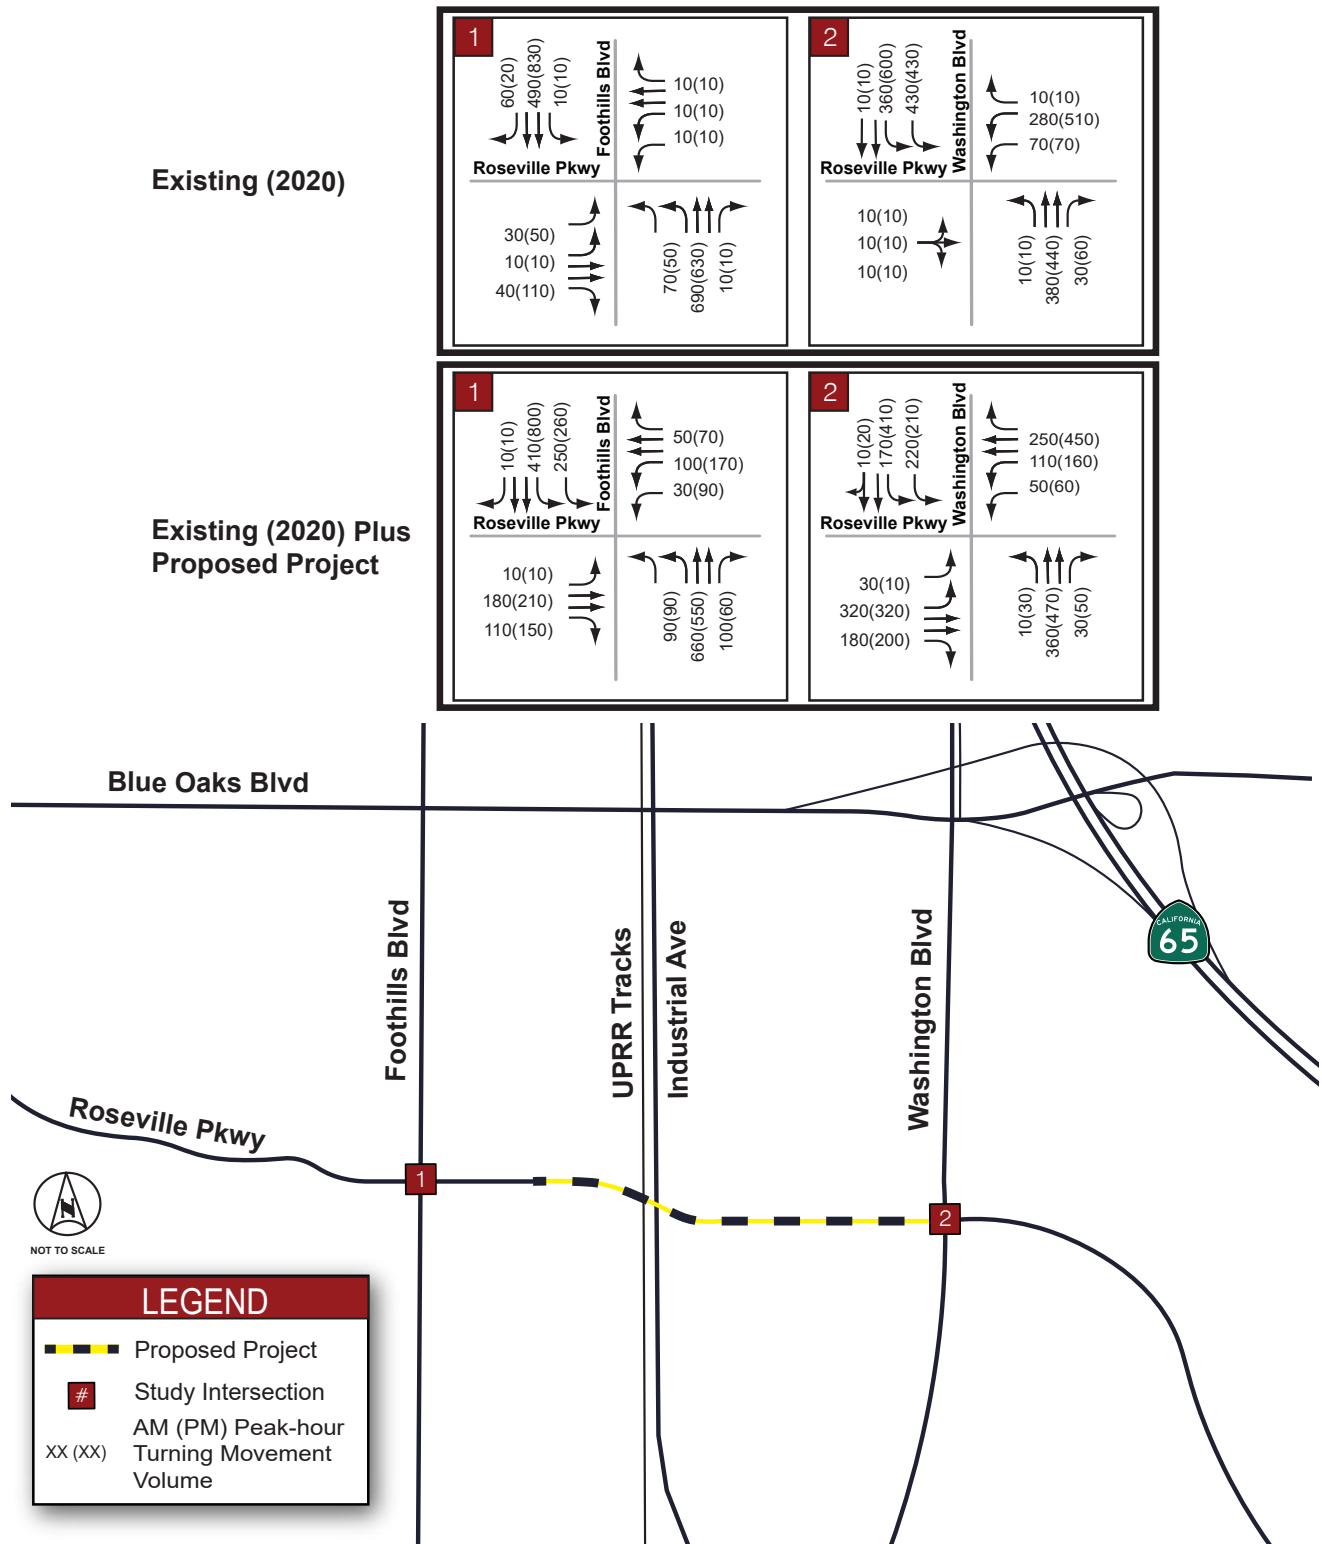 Existing (2020)
1
60(20)
490(830)
10(10)
Foothills Blvd
10(10)
10(10)
10(10)
Roseville Pkwy
30(50)
10(10)
40(110)
70(50)
690(630)
10(10)
2
10(10)
360(600)
430(430)
Washington Blvd
10(10)
280(510)
70(70)
Roseville Pkwy
10(10)
10(10)
10(10)
10(10)
380(440)
30(60)
Existing (2020) Plus
Proposed Project
1
10(10)
410(800)
250(260)
Foothills Blvd
50(70)
100(170)
30(90)
Roseville Pkwy
10(10)
180(210)
110(150)
90(90)
660(550)
100(60)
2
10(20)
170(410)
220(210)
Washington Blvd
250(450)
110(160)
50(60)
Roseville Pkwy
30(10)
320(320)
180(200)
10(30)
360(470)
30(50)
Blue Oaks Blvd
Foothills Blvd
UPRR Tracks
Industrial Ave
Washington Blvd
CALIFORNIA
65
Roseville Pkwy
1
2
N
NOT TO SCALE
LEGEND
Proposed Project
# Study Intersection
AM (PM) Peak-hour
XX (XX) Turning Movement
Volume